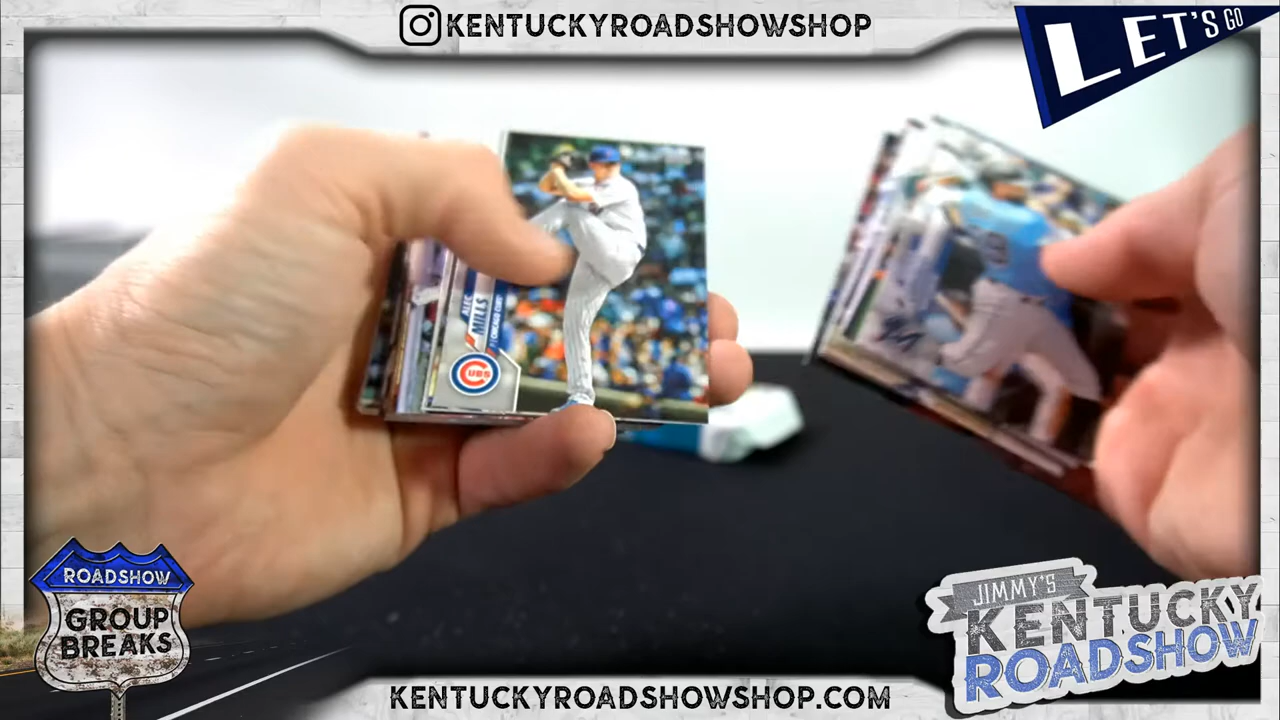 KENTUCKYROADSHOWSHOP
LET'S GO
ALEC
MILLS
CHICAGO CUBS
CUBS
ROADSHOW
GROUP
BREAKS
JIMMY'S
KENTUCKY
ROADSHOW
KENTUCKYROADSHOWSHOP.COM